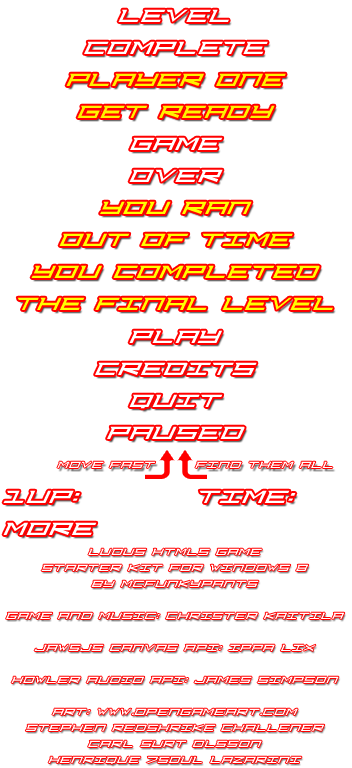 LEVEL
COMPLETE
PLAYER ONE
GET READY
GAME
OVER
YOU RAN
OUT OF TIME
YOU COMPLETED
THE FINAL LEVEL
PLAY
CREDITS
QUIT
PAUSED
MOVE FAST FIND THEM ALL
1UP: TIME:
MORE
LUDUS HTML5 GAME
STARTER KIT FOR WINDOWS 8
BY MCFUNKYPANTS
GAME AND MUSIC: CHRISTER KAITILA
JAWSJS CANVAS API: IPPA LIX
HOWLER AUDIO API: JAMES SIMPSON
ART: WWW.OPENGAMEART.COM
STEPHEN REDSHRIKE CHALLENER
CARL SURT OLSSON
HENRIQUE 7SOUL LAZARINI